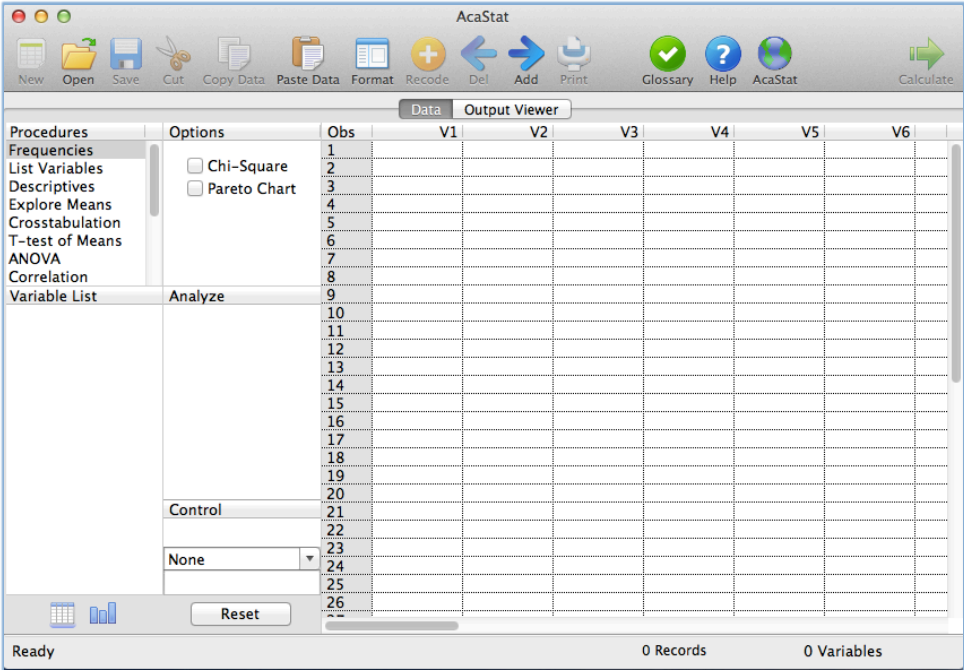 AcaStat
New Open Save Cut Copy Data Paste Data Format Recode Del Add Print Glossary Help AcaStat Calculate
Data Output Viewer
Procedures Options Obs V1 V2 V3 V4 V5 V6
Frequencies
List Variables
Descriptives
Explore Means
Crosstabulation
T-test of Means
ANOVA
Correlation
Chi-Square
Pareto Chart
Variable List Analyze
Control
None
Reset
1
2
3
4
5
6
7
8
9
10
11
12
13
14
15
16
17
18
19
20
21
22
23
24
25
26
Ready 0 Records 0 Variables